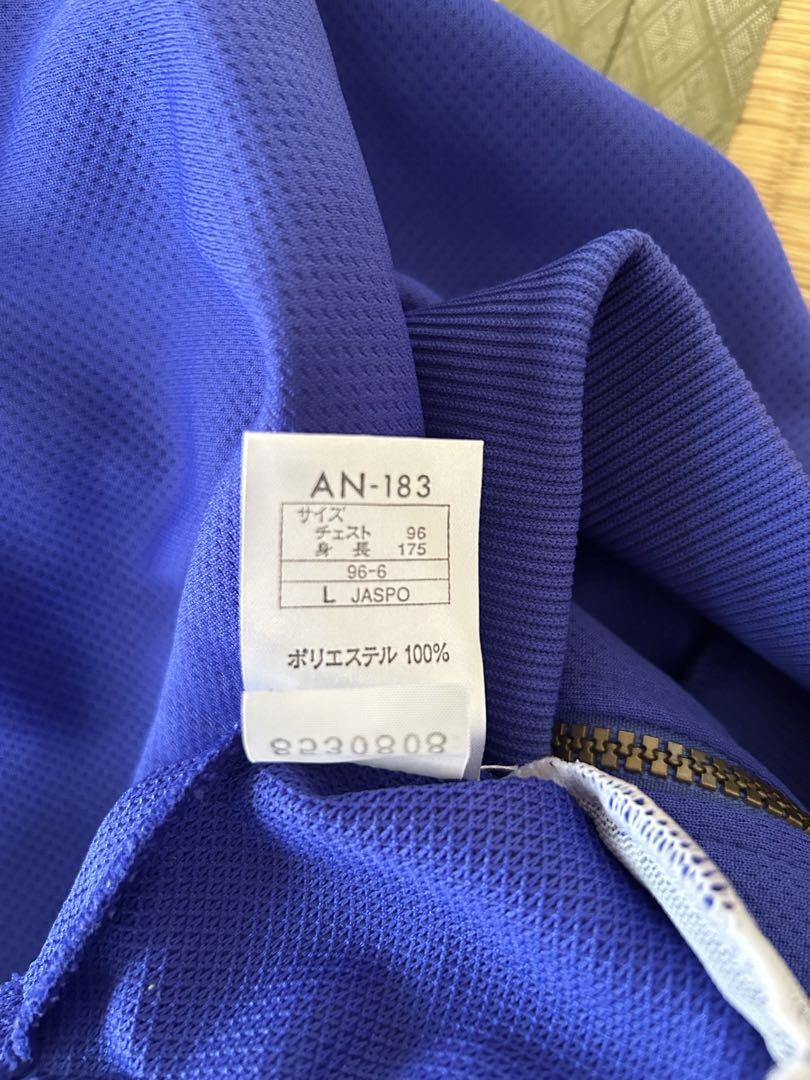 AN-183
サイズ
チェスト 96
身長 175
96-6
L JASPO
ポリエステル 100%